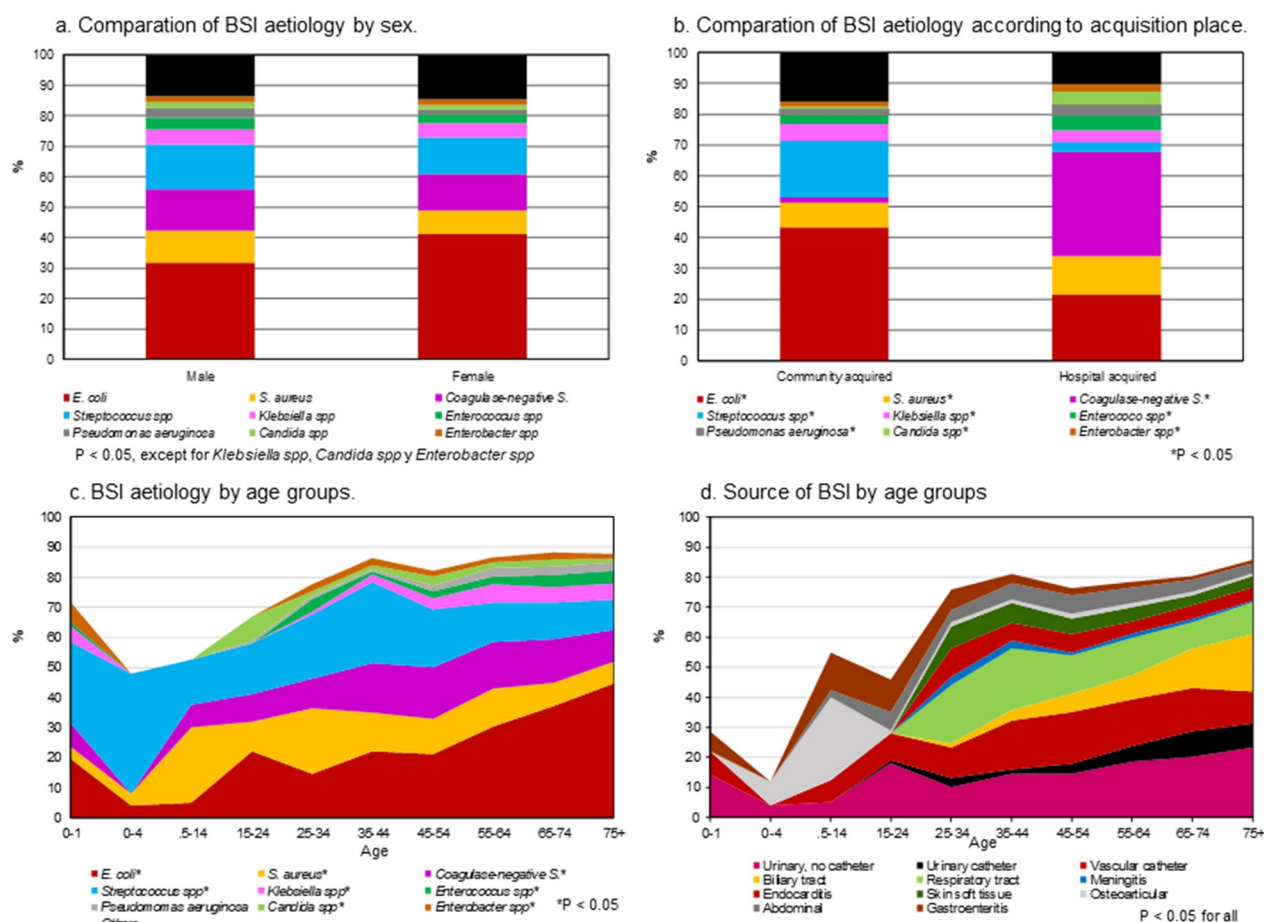 a. Comparation of BSI aetiology by sex.
100
90
80
70
60
50
40
30
20
10
0
%
Male Female
E. coli S. aureus Coagulase-negative S.
Streptococcus spp Klebsiella spp Enterococcus spp
Pseudomonas aeruginosa Candida spp Enterobacter spp
P < 0.05, except for Klebsiella spp, Candida spp y Enterobacter spp
b. Comparation of BSI aetiology according to acquisition place.
100
90
80
70
60
50
40
30
20
10
0
%
Community acquired Hospital acquired
E. coli* S. aureus* Coagulase-negative S.*
Streptococcus spp* Klebsiella spp* Enterococo spp*
Pseudomonas aeruginosa* Candida spp* Enterobacter spp*
*P < 0.05
c. BSI aetiology by age groups.
100
90
80
70
60
50
40
30
20
10
0
%
0-1 0-4 .5-14 15-24 25-34 35-44 45-54 55-64 65-74 75+
Age
E. coli* S. aureus* Coagulase-negative S.*
Streptococcus spp* Klebsiella spp* Enterococcus spp*
Pseudomomas aeruginosa Candida spp* Enterobacter spp*
*P < 0.05
d. Source of BSI by age groups
100
90
80
70
60
50
40
30
20
10
0
%
0-1 0-4 .5-14 15-24 25-34 35-44 45-54 55-64 65-74 75+
Age
Urinary, no catheter Urinary catheter Vascular catheter
Biliary tract Respiratory tract Meningitis
Endocarditis Skin soft tissue Osteoarticular
Abdominal Gastroenteritis
P < 0.05 for all